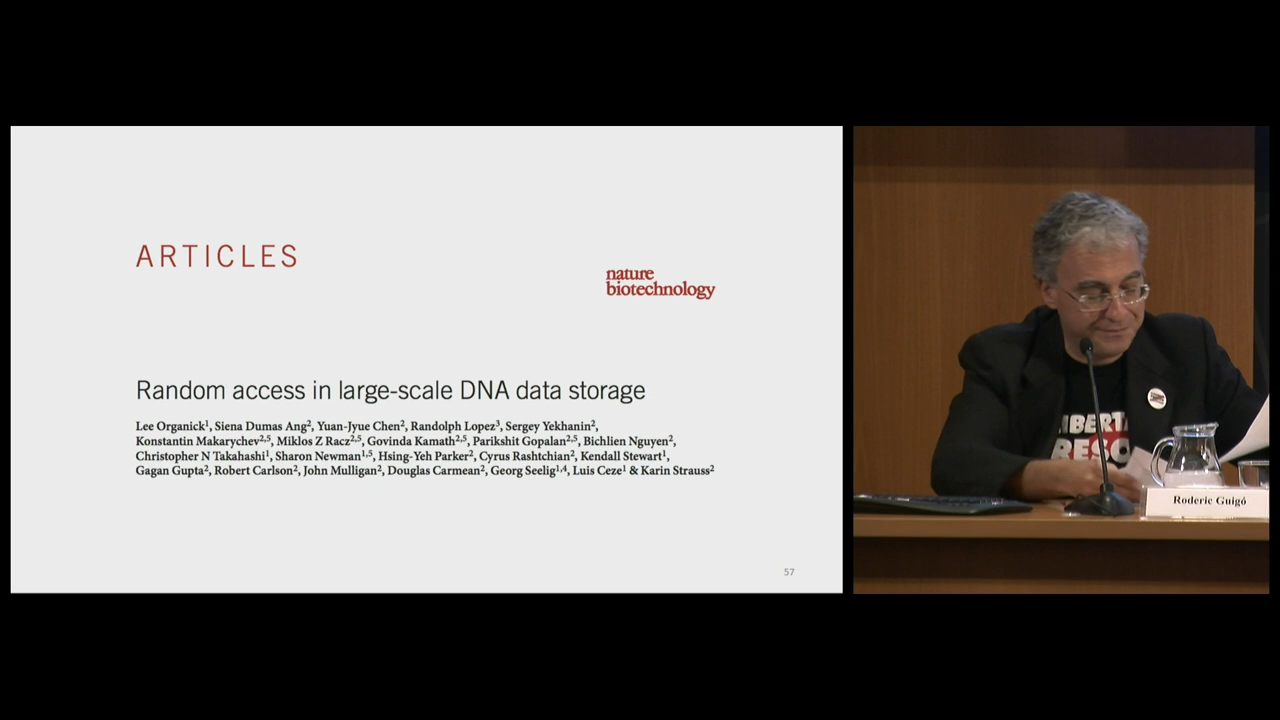 ARTICLES
nature
biotechnology
Random access in large-scale DNA data storage
Lee Organick1, Siena Dumas Ang2, Yuan-Jyue Chen2, Randolph Lopez3, Sergey Yekhanin2,
Konstantin Makarychev2,5, Miklos Z Racz2,5, Govinda Kamath2,5, Parikshit Gopalan2,5, Bichlien Nguyen2,
Christopher N Takahashi1, Sharon Newman1,5, Hsing-Yeh Parker2, Cyrus Rashtchian2, Kendall Stewart1,
Gagan Gupta2, Robert Carlson2, John Mulligan2, Douglas Carmean2, Georg Seelig1,4, Luis Ceze1 & Karin Strauss2
57
Roderic Guigó